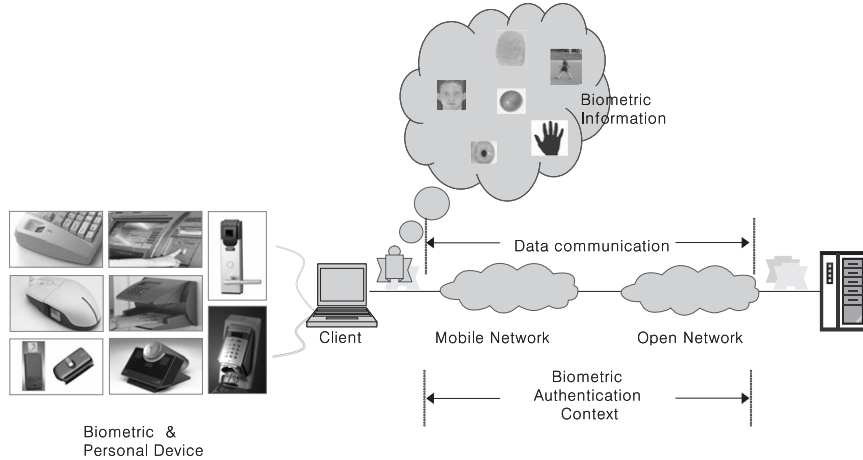 Biometric
Information
Data communication
Client
Mobile Network
Open Network
Biometric
Authentication
Context
Biometric &
Personal Device